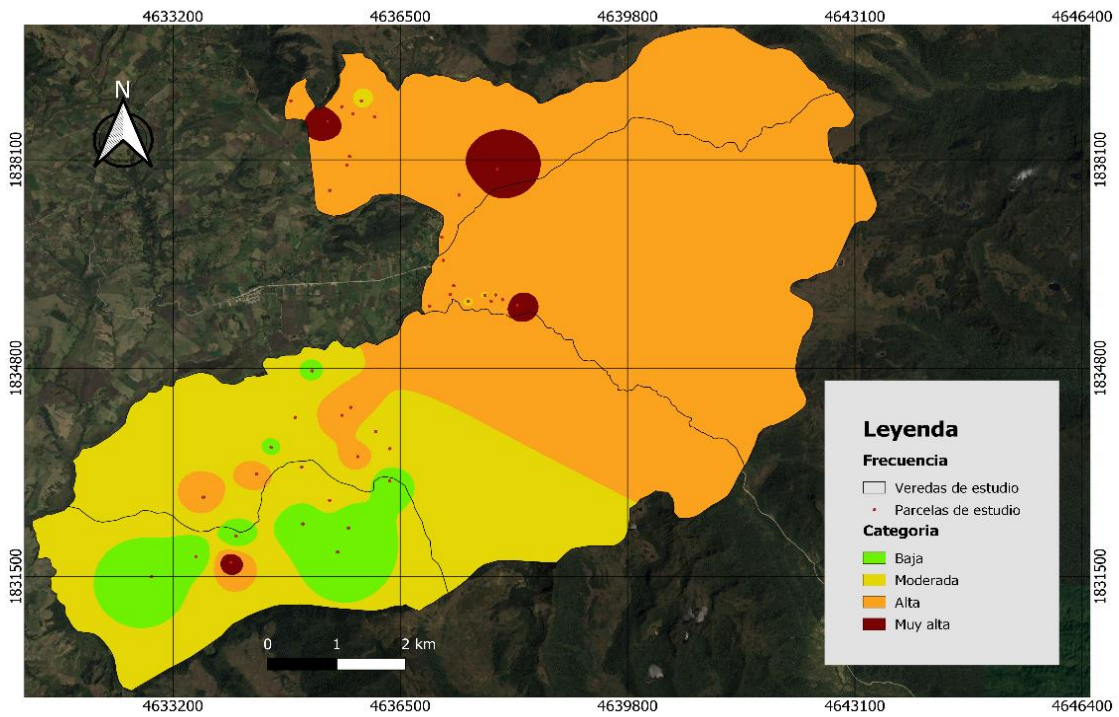 4633200 4636500 4639800 4643100 4646400
N
1838100 1838100
1834800 1834800
Leyenda
Frecuencia
Veredas de estudio
Parcelas de estudio
Categoria
Baja
Moderada
Alta
Muy alta
1831500 1831500
0 1 2 km
4633200 4636500 4639800 4643100 4646400